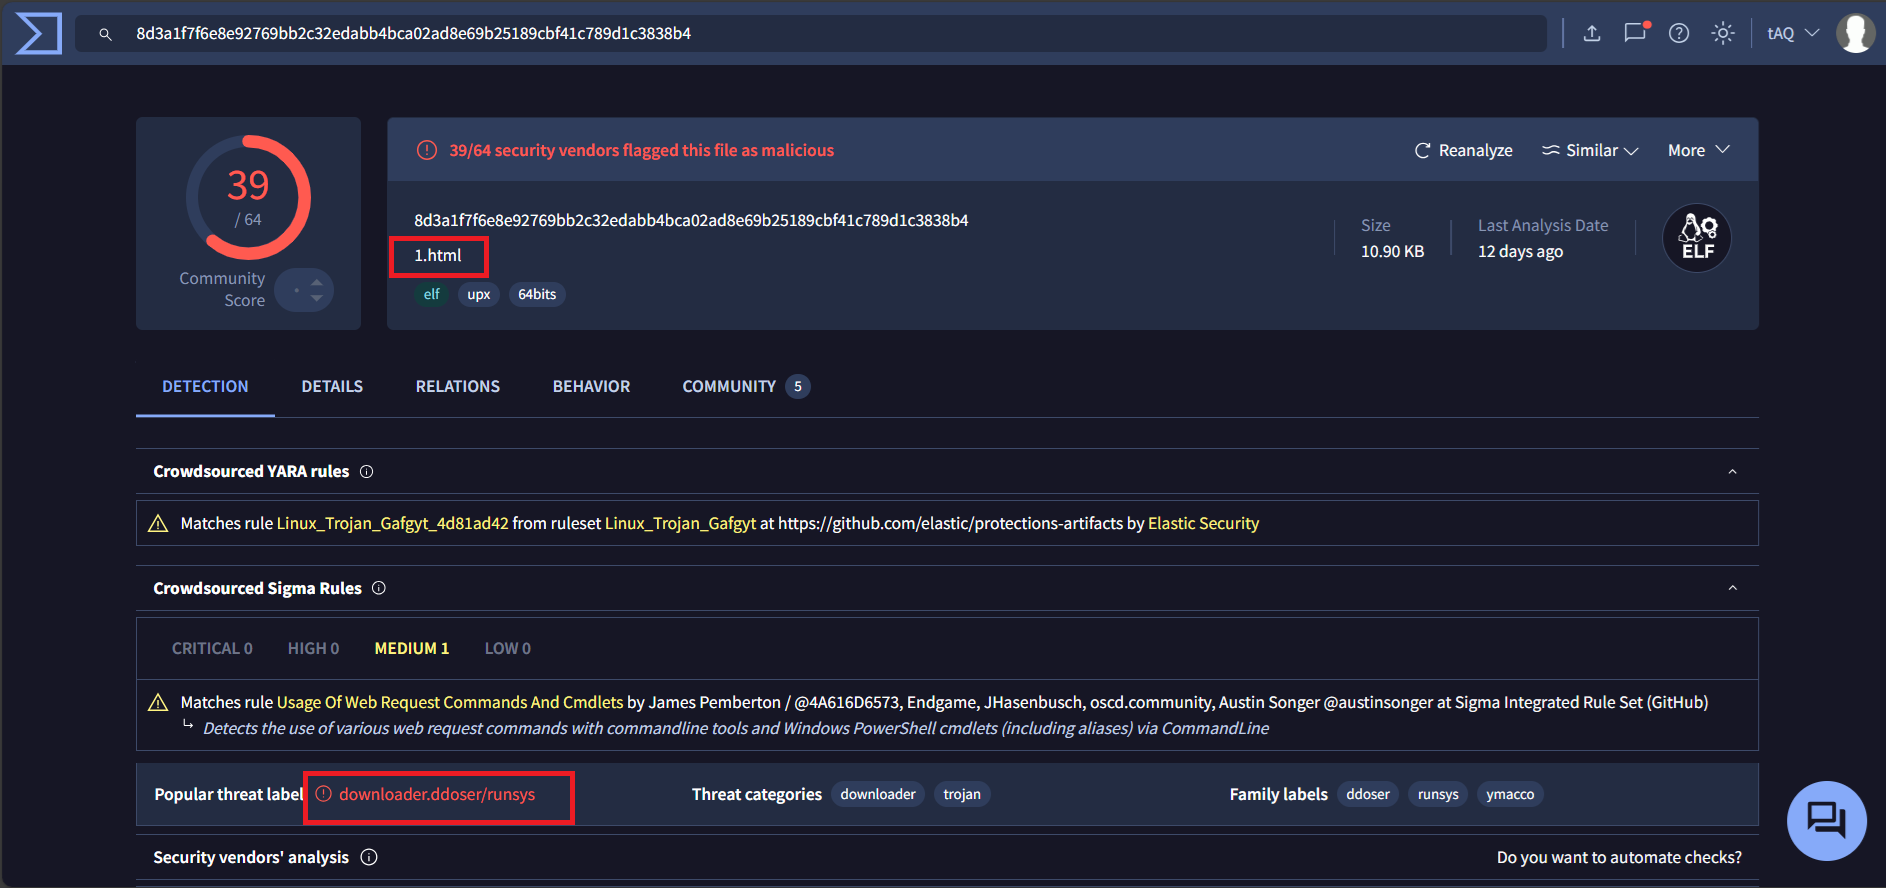 8d3a1f7f6e8e92769bb2c32edabb4bca02ad8e69b25189cbf41c789d1c3838b4
tAQ
39
/ 64
Community
Score
39/64 security vendors flagged this file as malicious
Reanalyze
Similar
More
8d3a1f7f6e8e92769bb2c32edabb4bca02ad8e69b25189cbf41c789d1c3838b4
1.html
elf
upx
64bits
Size
10.90 KB
Last Analysis Date
12 days ago
ELF
DETECTION
DETAILS
RELATIONS
BEHAVIOR
COMMUNITY 5
Crowdsourced YARA rules
Matches rule Linux_Trojan_Gafgyt_4d81ad42 from ruleset Linux_Trojan_Gafgyt at https://github.com/elastic/protections-artifacts by Elastic Security
Crowdsourced Sigma Rules
CRITICAL 0
HIGH 0
MEDIUM 1
LOW 0
Matches rule Usage Of Web Request Commands And Cmdlets by James Pemberton / @4A616D6573, Endgame, JHasenbusch, oscd.community, Austin Songer @austinsonger at Sigma Integrated Rule Set (GitHub)
Detects the use of various web request commands with commandline tools and Windows PowerShell cmdlets (including aliases) via CommandLine
Popular threat label
downloader.ddoser/runsys
Threat categories
downloader
trojan
Family labels
ddoser
runsys
ymacco
Security vendors' analysis
Do you want to automate checks?